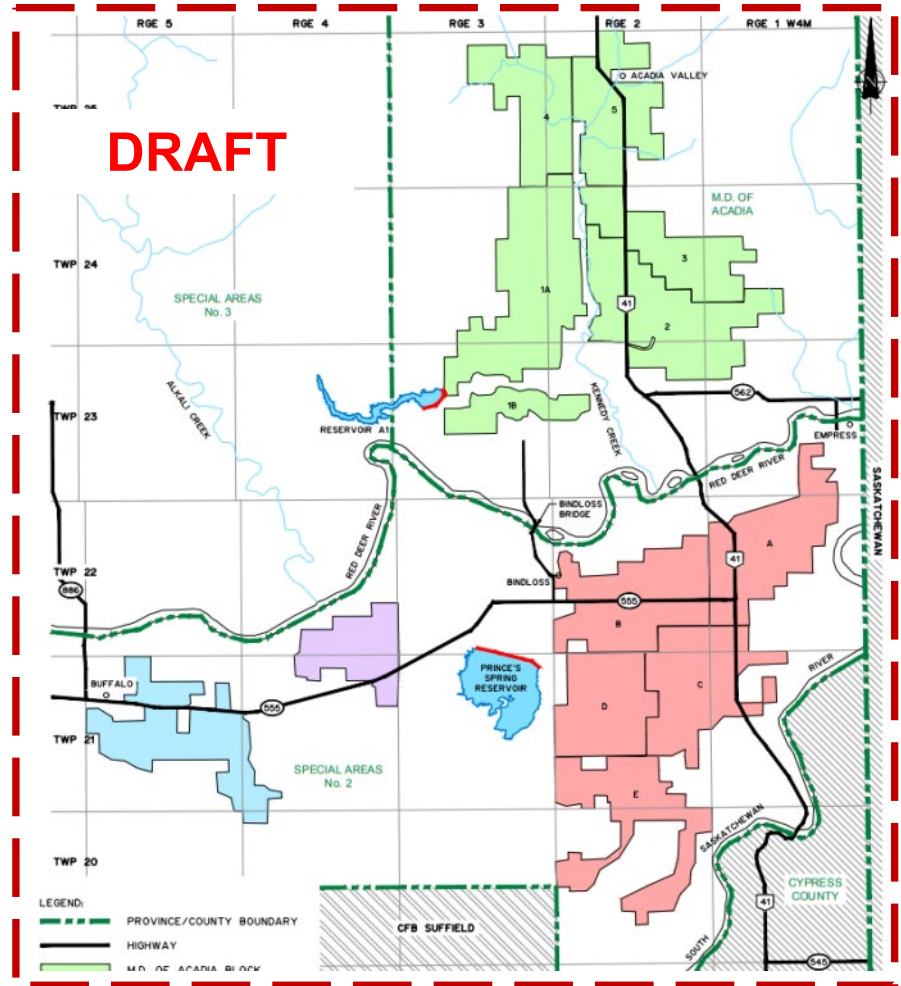 RGE 5
RGE 4
RGE 3
RGE 2
RGE 1 W4M
ACADIA VALLEY
4
5
DRAFT
M.D. OF
ACADIA
TWP 24
3
SPECIAL AREAS
No. 3
1A
41
2
ALKALI CREEK
KENNEDY CREEK
562
TWP 23
1B
RESERVOIR A1
EMPRESS
RED DEER RIVER
SASKATCHEWAN
BINDLOSS
BRIDGE
RED DEER RIVER
A
41
TWP 22
BINDLOSS
886
555
B
PRINCE'S
SPRING
RESERVOIR
RIVER
BUFFALO
C
D
555
TWP 21
SPECIAL AREAS
No. 2
E
SASKATCHEWAN
TWP 20
CYPRESS
COUNTY
LEGEND:
PROVINCE/COUNTY BOUNDARY
41
CFB SUFFIELD
HIGHWAY
SOUTH
545
M.D. OF ACADIA BLOCK